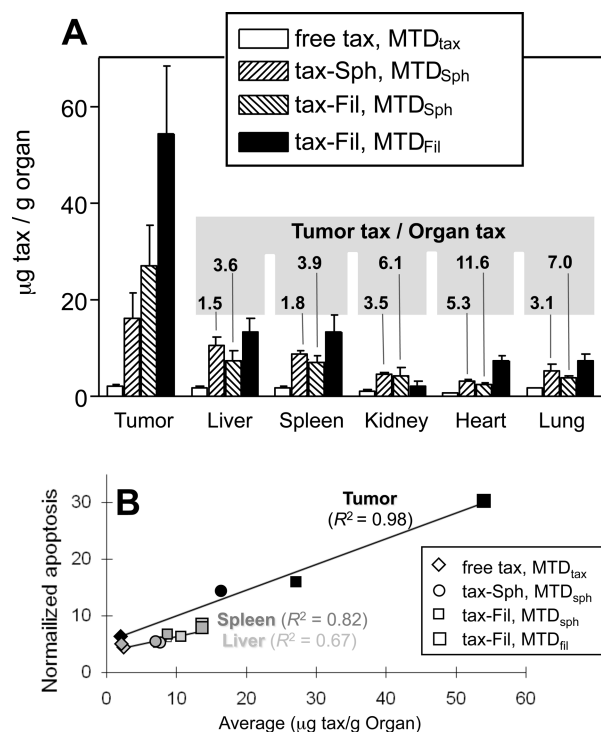 A
free tax, MTDtax
tax-Sph, MTDSph
tax-Fil, MTDSph
tax-Fil, MTDFil
µg tax / g organ
60
40
20
0
Tumor tax / Organ tax
3.6 3.9 6.1 11.6 7.0
1.5 1.8 3.5 5.3 3.1
Tumor Liver Spleen Kidney Heart Lung
B
Normailized apoptosis
30
20
10
0
Tumor
(R² = 0.98)
Spleen (R² = 0.82)
Liver (R² = 0.67)
free tax, MTDtax
tax-Sph, MTDsph
tax-Fil, MTDsph
tax-Fil, MTDfil
0 10 20 30 40 50 60
Average (µg tax/g Organ)